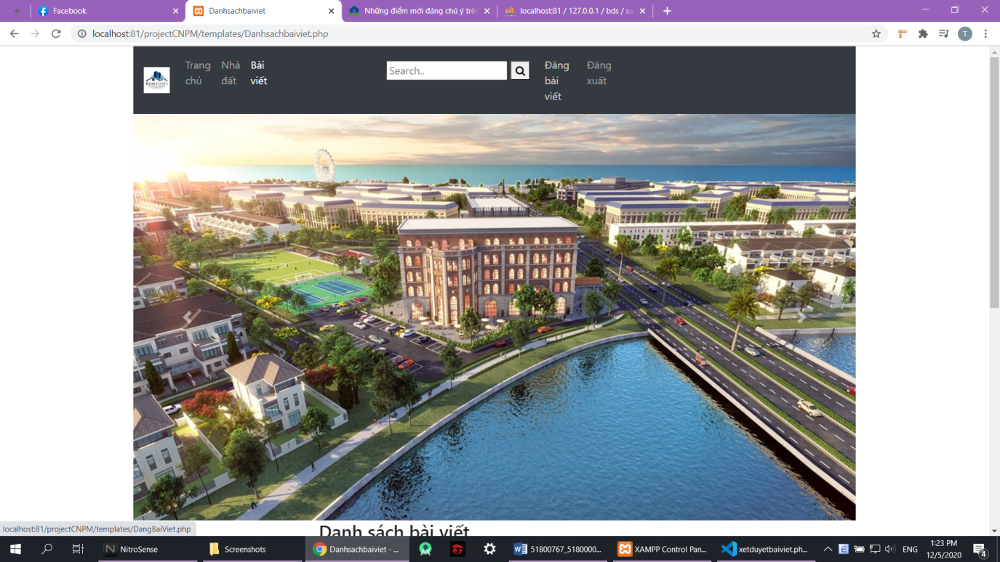 Facebook
Danhsachbaiviet
Những điểm mới đáng chú ý trên
localhost:81 / 127.0.0.1 / bds / sa
localhost:81/projectCNPM/templates/Danhsachbaiviet.php
T
REALESTATE
Trang chủ
Nhà đất
Bài viết
Search..
Đăng bài viết
Đăng xuất
localhost:81/projectCNPM/templates/DangBaiViet.php
Danh sách bài viết
NitroSense
Screenshots
Danhsachbaiviet - ...
51800767_5180000...
XAMPP Control Pan...
xetduyetbaiviet.ph...
ENG
1:23 PM
12/5/2020
4